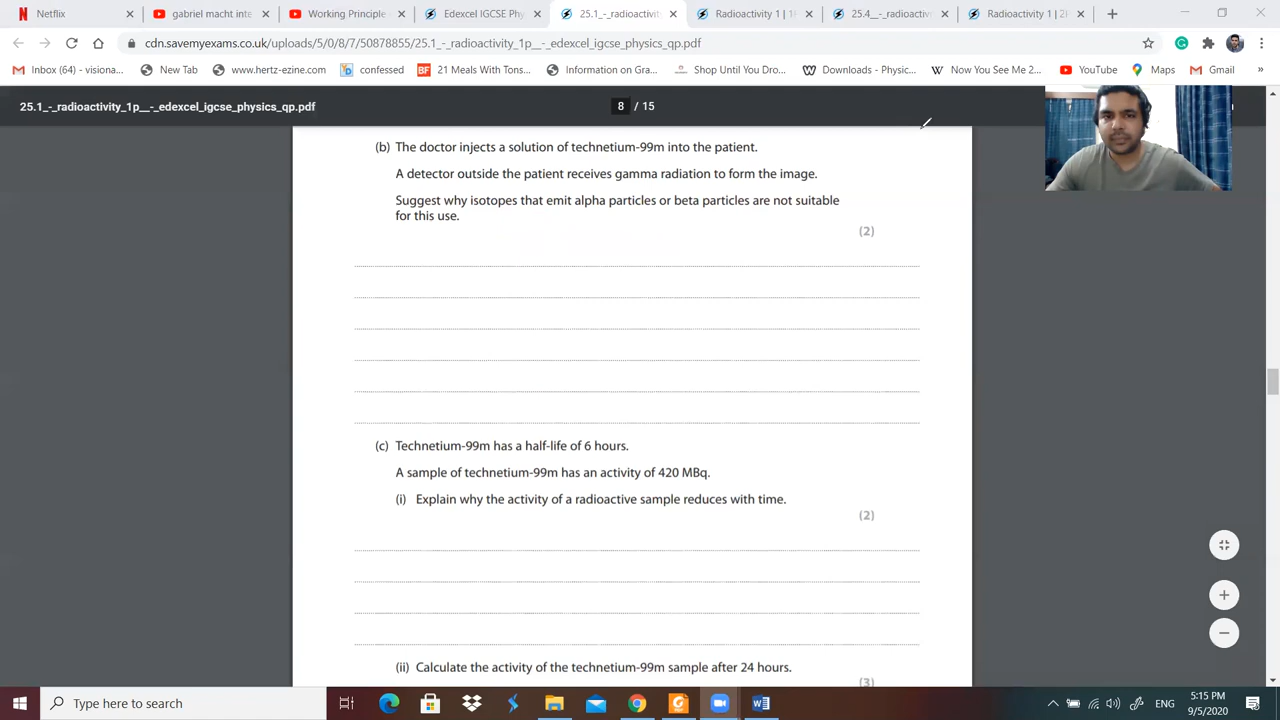 gabriel macht inte
Working Principle
Edexcel IGCSE Phy
25.1_-_radioactivity
Radioactivity 1 | 1P
25.4__-_radioactivi
Radioactivity 1 | 2P
cdn.savemyexams.co.uk/uploads/5/0/8/7/50878855/25.1_-_radioactivity_1p__-_edexcel_igcse_physics_qp.pdf
Inbox (64) - visiona... New Tab www.hertz-ezine.com confessed 21 Meals With Tons... Information on Gra... Shop Until You Dro... Downloads - Physic... Now You See Me 2... YouTube Maps Gmail »
25.1_-_radioactivity_1p__-_edexcel_igcse_physics_qp.pdf 8 / 15
(b) The doctor injects a solution of technetium-99m into the patient.
A detector outside the patient receives gamma radiation to form the image.
Suggest why isotopes that emit alpha particles or beta particles are not suitable
for this use.
(2)
(c) Technetium-99m has a half-life of 6 hours.
A sample of technetium-99m has an activity of 420 MBq.
(i) Explain why the activity of a radioactive sample reduces with time.
(2)
(ii) Calculate the activity of the technetium-99m sample after 24 hours.
(3)
Type here to search
ENG
5:15 PM
9/5/2020